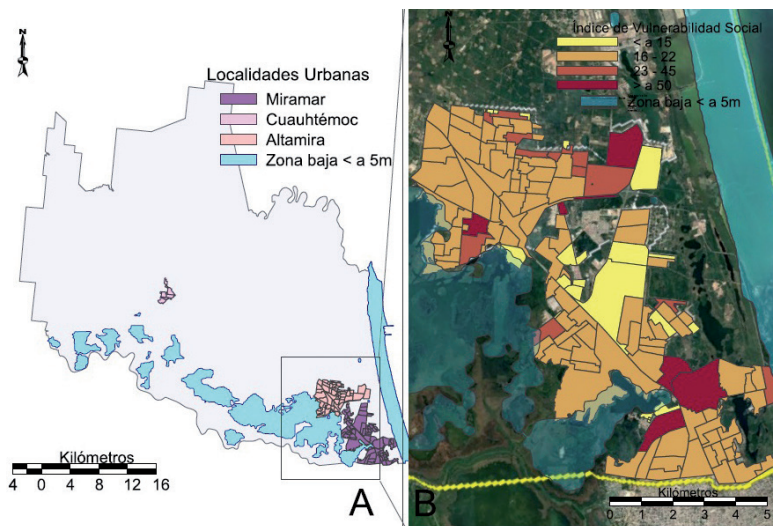 N
Localidades Urbanas
Miramar
Cuauhtémoc
Altamira
Zona baja < a 5m
Kilómetros
4 0 4 8 12 16
A
N
Índice de Vulnerabilidad Social
< a 15
16 - 22
23 - 45
> a 50
Zona baja < a 5m
B
Kilómetros
0 1 2 3 4 5